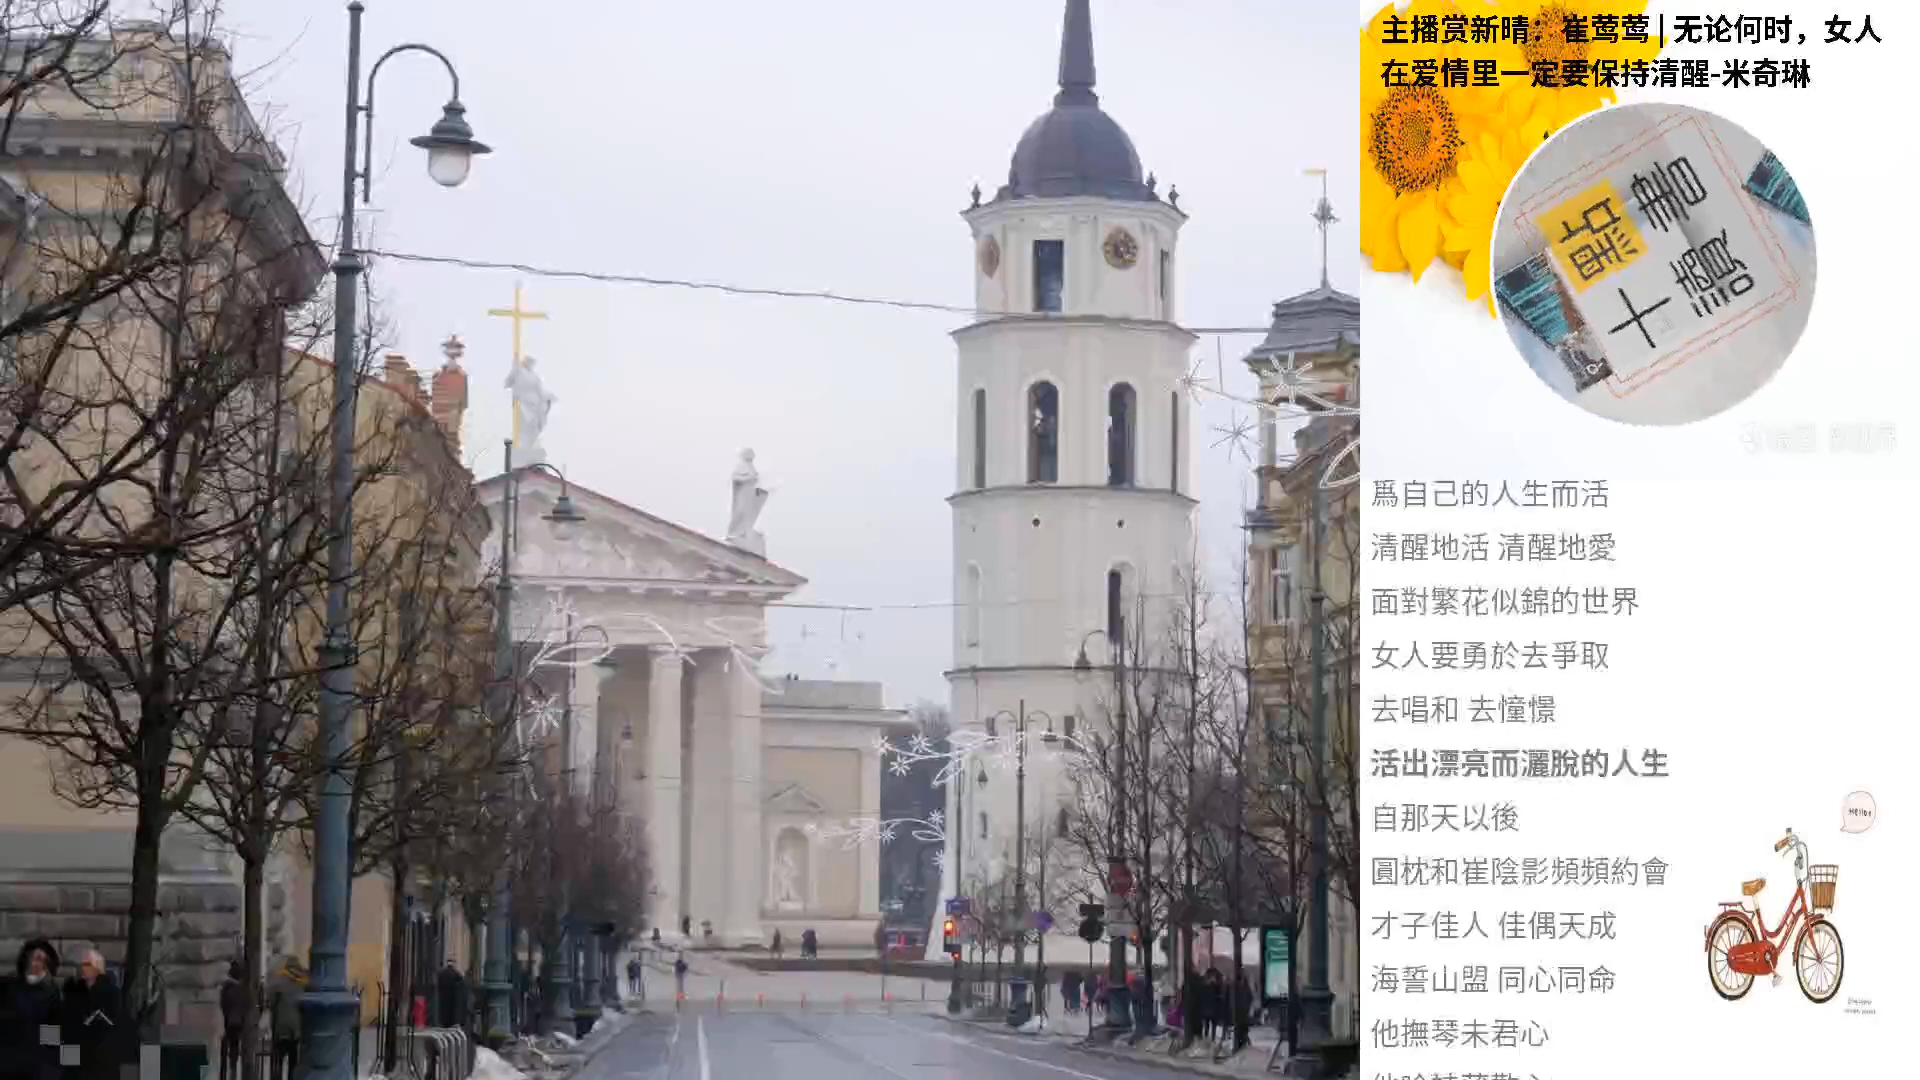 主播赏新晴：崔莺莺 | 无论何时，女人
在爱情里一定要保持清醒-米奇琳
爲自己的人生而活
清醒地活 清醒地愛
面對繁花似錦的世界
女人要勇於去爭取
去唱和 去憧憬
活出漂亮而灑脫的人生
自那天以後
圓枕和崔陰影頻頻約會
才子佳人 佳偶天成
海誓山盟 同心同命
他撫琴未君心
Hello!